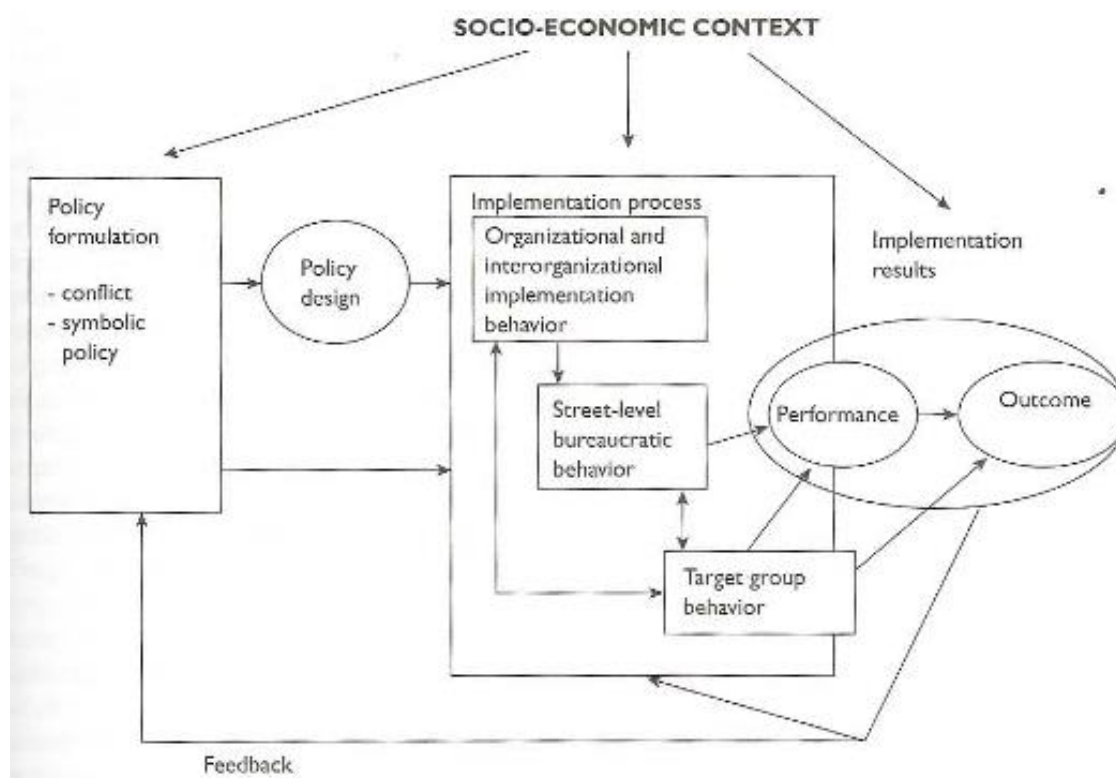 SOCIO-ECONOMIC CONTEXT
Policy
formulation
- conflict
- symbolic
policy
Policy
design
Implementation process
Organizational and
interorganizational
implementation
behavior
Street-level
bureaucratic
behavior
Target group
behavior
Implementation
results
Performance
Outcome
Feedback